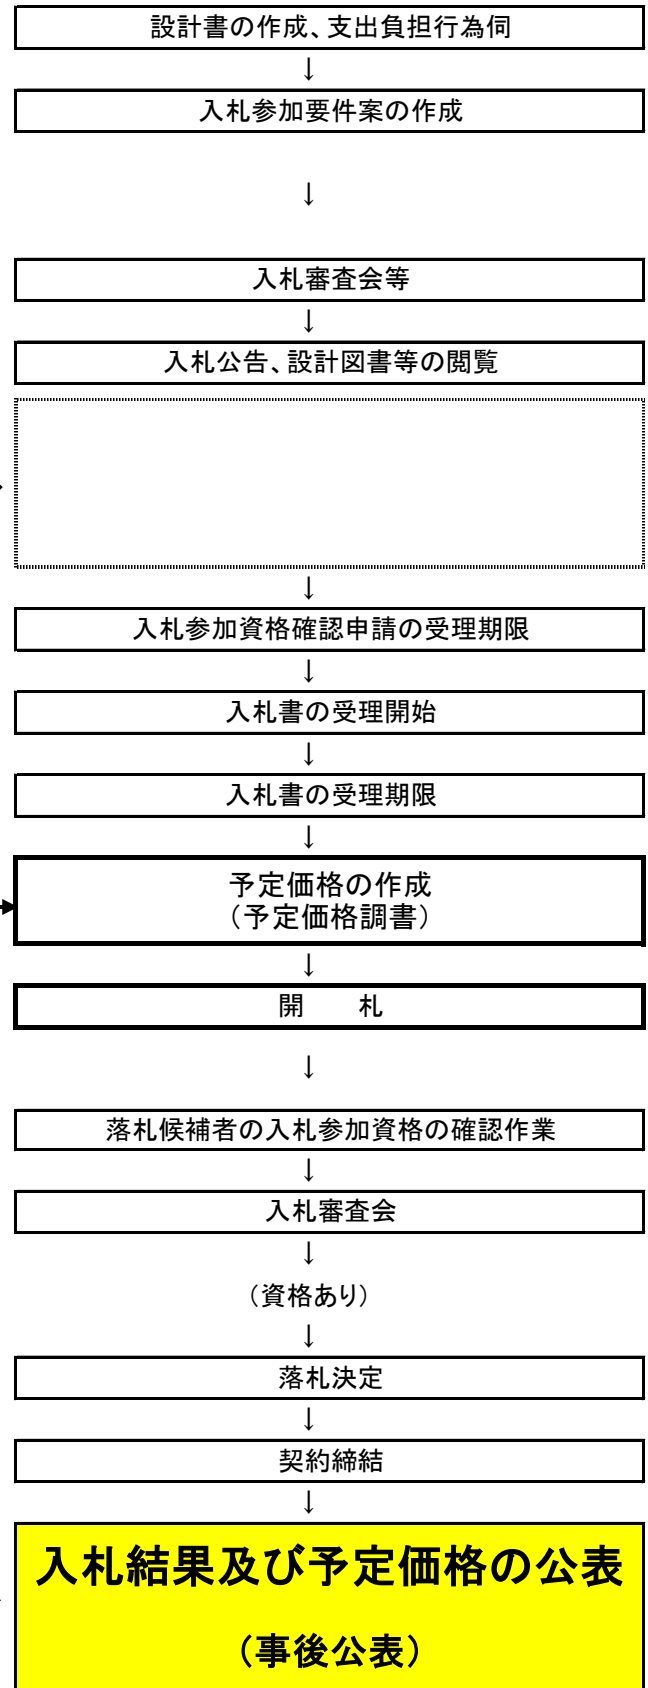 設計書の作成、支出負担行為伺
↓
入札参加要件案の作成
↓
入札審査会等
↓
入札公告、設計図書等の閲覧
↓
入札参加資格確認申請の受理期限
↓
入札書の受理開始
↓
入札書の受理期限
↓
予定価格の作成
（予定価格調書）
↓
開　　札
↓
落札候補者の入札参加資格の確認作業
↓
入札審査会
↓
（資格あり）
↓
落札決定
↓
契約締結
↓
入札結果及び予定価格の公表
（事後公表）